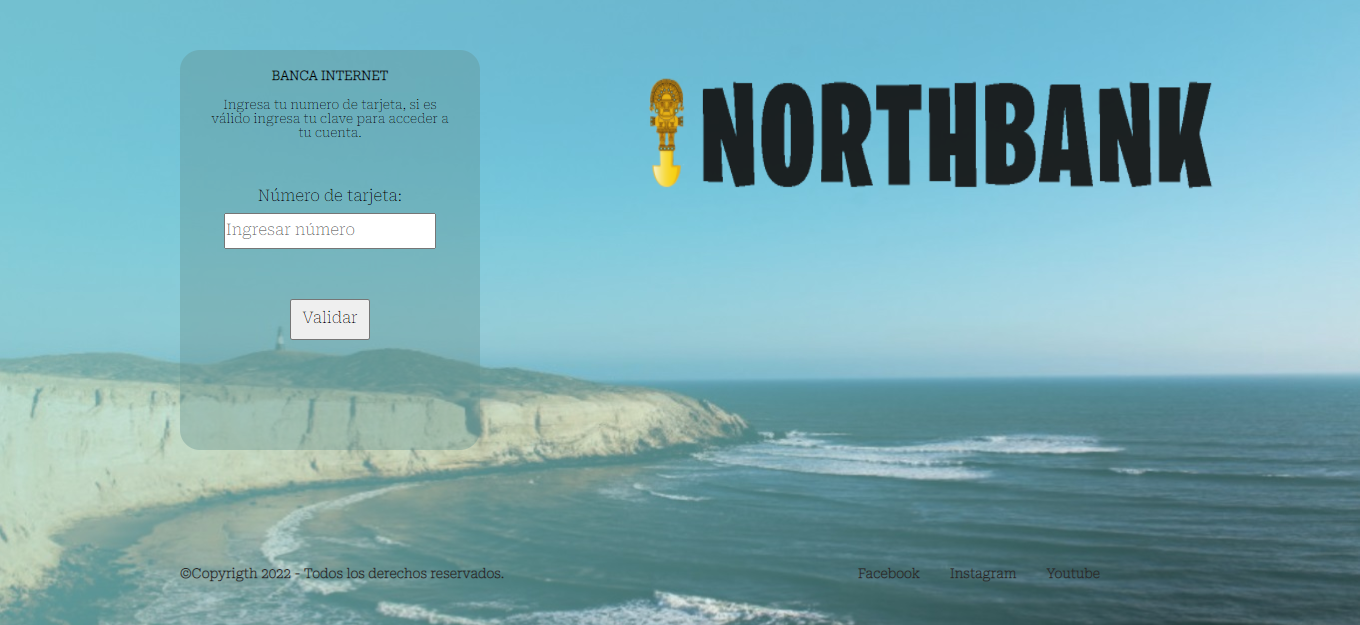 BANCA INTERNET
Ingresa tu numero de tarjeta, si es
válido ingresa tu clave para acceder a
tu cuenta.
Número de tarjeta:
Ingresar número
Validar
NORTHBANK
©Copyrigth 2022 - Todos los derechos reservados.
Facebook Instagram Youtube